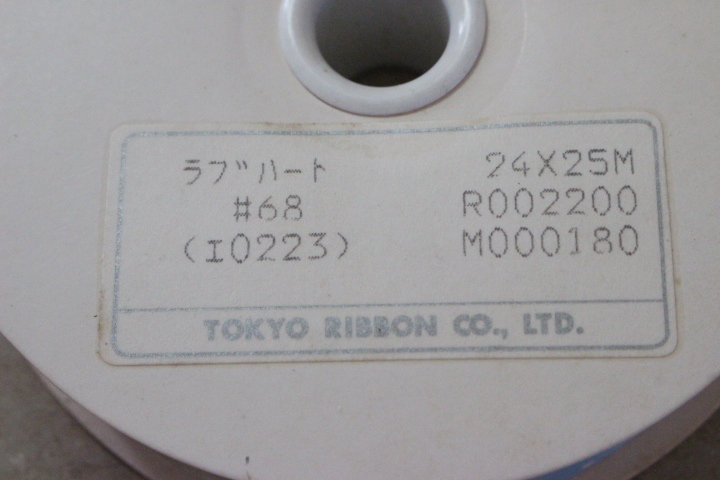 ラブハート 24X25M
#68 R002200
(I0223) M000180
TOKYO RIBBON CO., LTD.